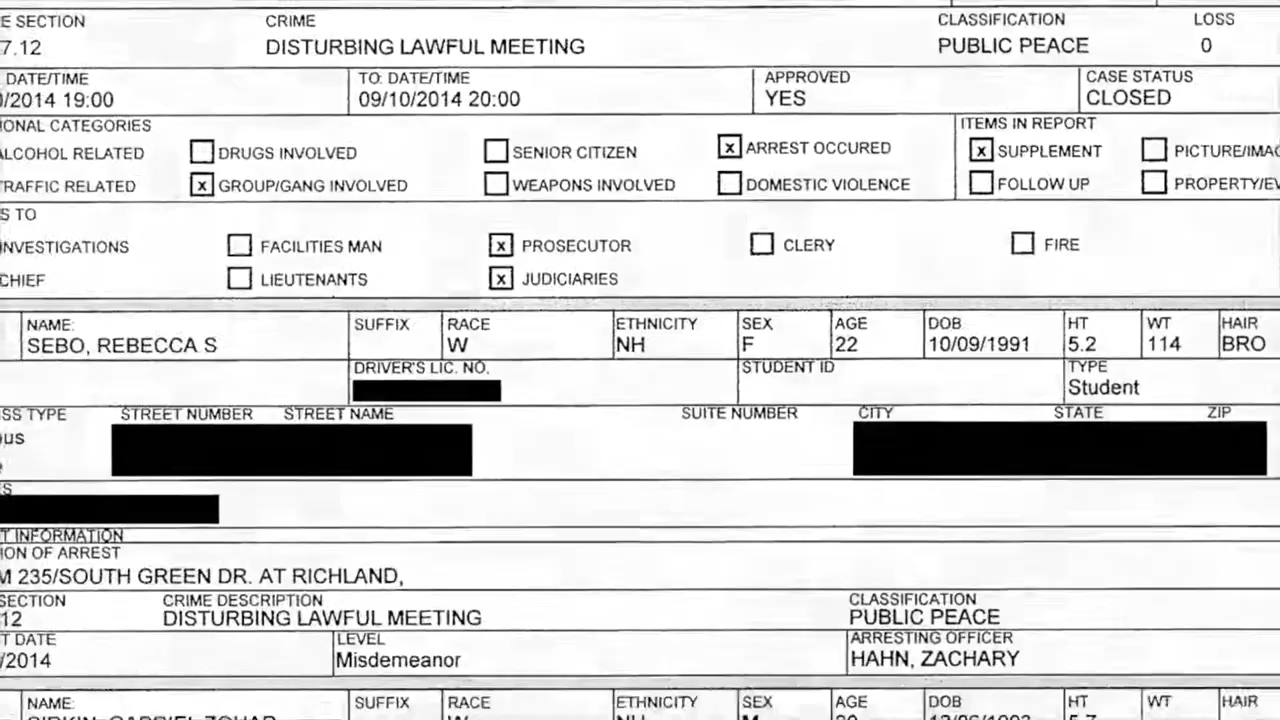 E SECTION CRIME CLASSIFICATION LOSS
7.12 DISTURBING LAWFUL MEETING PUBLIC PEACE 0
DATE/TIME TO: DATE/TIME APPROVED CASE STATUS
/2014 19:00 09/10/2014 20:00 YES CLOSED
IONAL CATEGORIES ITEMS IN REPORT
ALCOHOL RELATED DRUGS INVOLVED SENIOR CITIZEN x ARREST OCCURED x SUPPLEMENT PICTURE/IMAG
TRAFFIC RELATED x GROUP/GANG INVOLVED WEAPONS INVOLVED DOMESTIC VIOLENCE FOLLOW UP PROPERTY/EV
S TO
INVESTIGATIONS FACILITIES MAN x PROSECUTOR CLERY FIRE
CHIEF LIEUTENANTS x JUDICIARIES
NAME: SUFFIX RACE ETHNICITY SEX AGE DOB HT WT HAIR
SEBO, REBECCA S W NH F 22 10/09/1991 5.2 114 BRO
DRIVER'S LIC. NO. STUDENT ID TYPE
Student
SS TYPE STREET NUMBER STREET NAME SUITE NUMBER CITY STATE ZIP
us
T INFORMATION
ION OF ARREST
M 235/SOUTH GREEN DR. AT RICHLAND,
SECTION CRIME DESCRIPTION CLASSIFICATION
12 DISTURBING LAWFUL MEETING PUBLIC PEACE
T DATE LEVEL ARRESTING OFFICER
/2014 Misdemeanor HAHN, ZACHARY
NAME: SUFFIX RACE ETHNICITY SEX AGE DOB HT WT HAIR